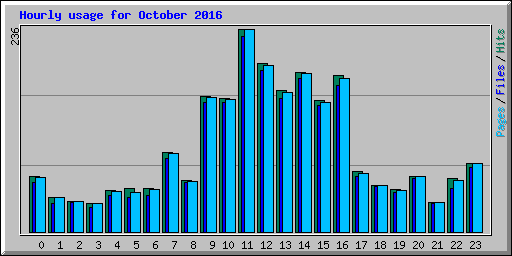 Hourly usage for October 2016
236
Pages / Files / Hits
0 1 2 3 4 5 6 7 8 9 10 11 12 13 14 15 16 17 18 19 20 21 22 23